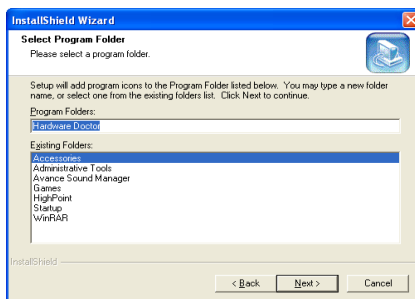 InstallShield Wizard
Select Program Folder
Please select a program folder.
Setup will add program icons to the Program Folder listed below. You may type a new folder
name, or select one from the existing folders list. Click Next to continue.
Program Folders:
Hardware Doctor
Existing Folders:
Accessories
Administrative Tools
Avance Sound Manager
Games
HighPoint
Startup
WinRAR
InstallShield
< Back
Next >
Cancel